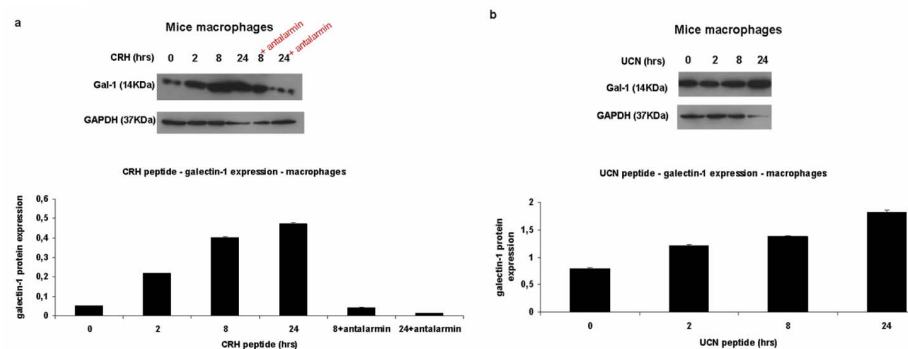 a
Mice macrophages
CRH (hrs) 0 2 8 24 8 + antalarmin 24 + antalarmin
Gal-1 (14KDa)
GAPDH (37KDa)
CRH peptide - galectin-1 expression - macrophages
galectin-1 protein expression
0,6
0,5
0,4
0,3
0,2
0,1
0
0 2 8 24 8+antalarmin 24+antalarmin
CRH peptide (hrs)
b
Mice macrophages
UCN (hrs) 0 2 8 24
Gal-1 (14KDa)
GAPDH (37KDa)
UCN peptide - galectin-1 expression - macrophages
galectin-1 protein
expression
2
1,5
1
0,5
0
0 2 8 24
UCN peptide (hrs)